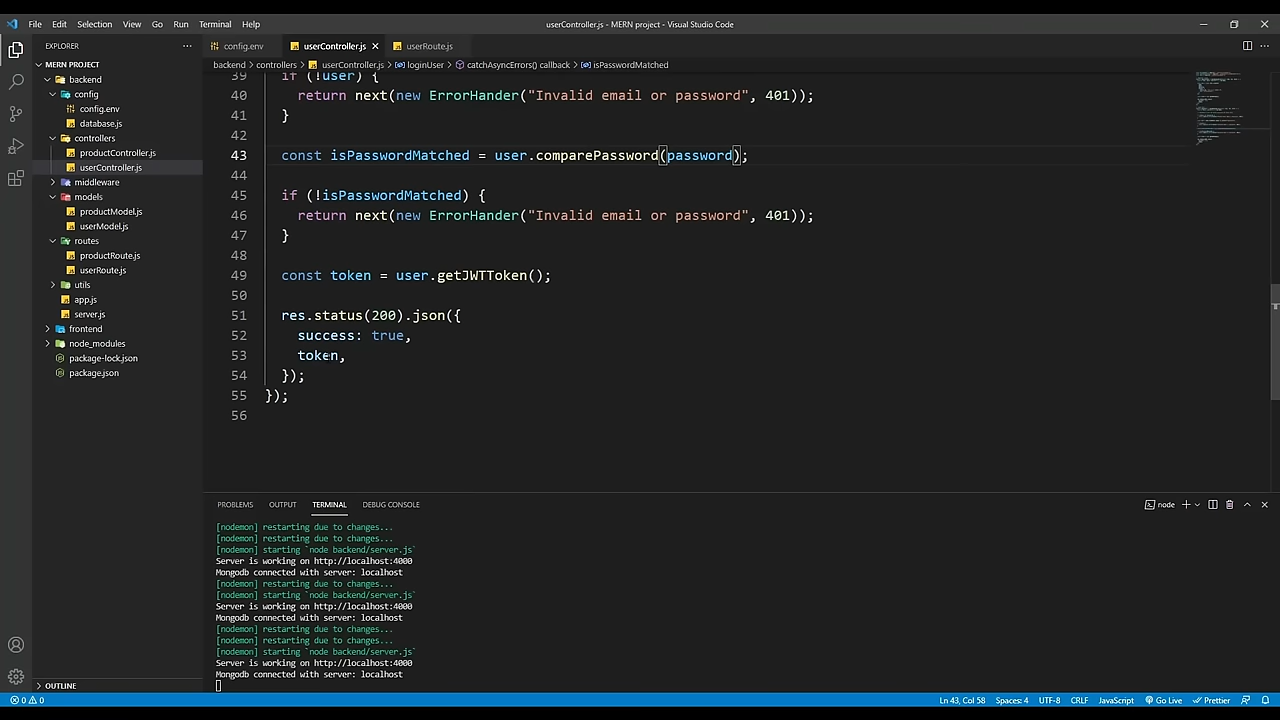 File Edit Selection View Go Run Terminal Help
userController.js - MERN project - Visual Studio Code
EXPLORER
MERN PROJECT
backend
config
config.env
database.js
controllers
productController.js
userController.js
middleware
models
productModel.js
userModel.js
routes
productRoute.js
userRoute.js
utils
app.js
server.js
frontend
node_modules
package-lock.json
package.json
OUTLINE
config.env userController.js userRoute.js
backend > controllers > userController.js > loginUser > catchAsyncErrors() callback > isPasswordMatched
39 if (!user) {
40 return next(new ErrorHander("Invalid email or password", 401));
41 }
42
43 const isPasswordMatched = user.comparePassword(password);
44
45 if (!isPasswordMatched) {
46 return next(new ErrorHander("Invalid email or password", 401));
47 }
48
49 const token = user.getJWTToken();
50
51 res.status(200).json({
52 success: true,
53 token,
54 });
55 });
56
PROBLEMS OUTPUT TERMINAL DEBUG CONSOLE
node
[nodemon] restarting due to changes...
[nodemon] restarting due to changes...
[nodemon] starting `node backend/server.js`
Server is working on http://localhost:4000
Mongodb connected with server: localhost
[nodemon] restarting due to changes...
[nodemon] starting `node backend/server.js`
Server is working on http://localhost:4000
Mongodb connected with server: localhost
[nodemon] restarting due to changes...
[nodemon] restarting due to changes...
[nodemon] starting `node backend/server.js`
Server is working on http://localhost:4000
Mongodb connected with server: localhost
0 0
Ln 43, Col 58 Spaces: 4 UTF-8 CRLF JavaScript Go Live Prettier